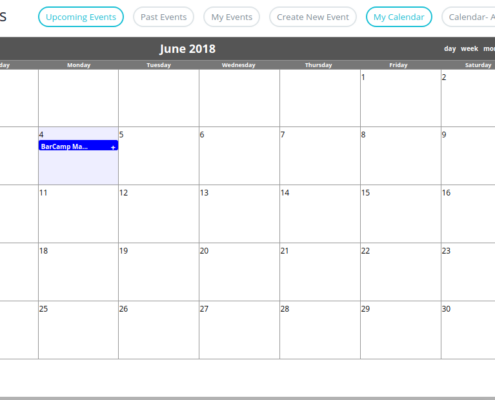 s Upcoming Events Past Events My Events Create New Event My Calendar Calendar- A
June 2018 day week mo
day Monday Tuesday Wednesday Thursday Friday Saturday
1 2
4 5 6 7 8 9
BarCamp Ma... +
11 12 13 14 15 16
18 19 20 21 22 23
25 26 27 28 29 30